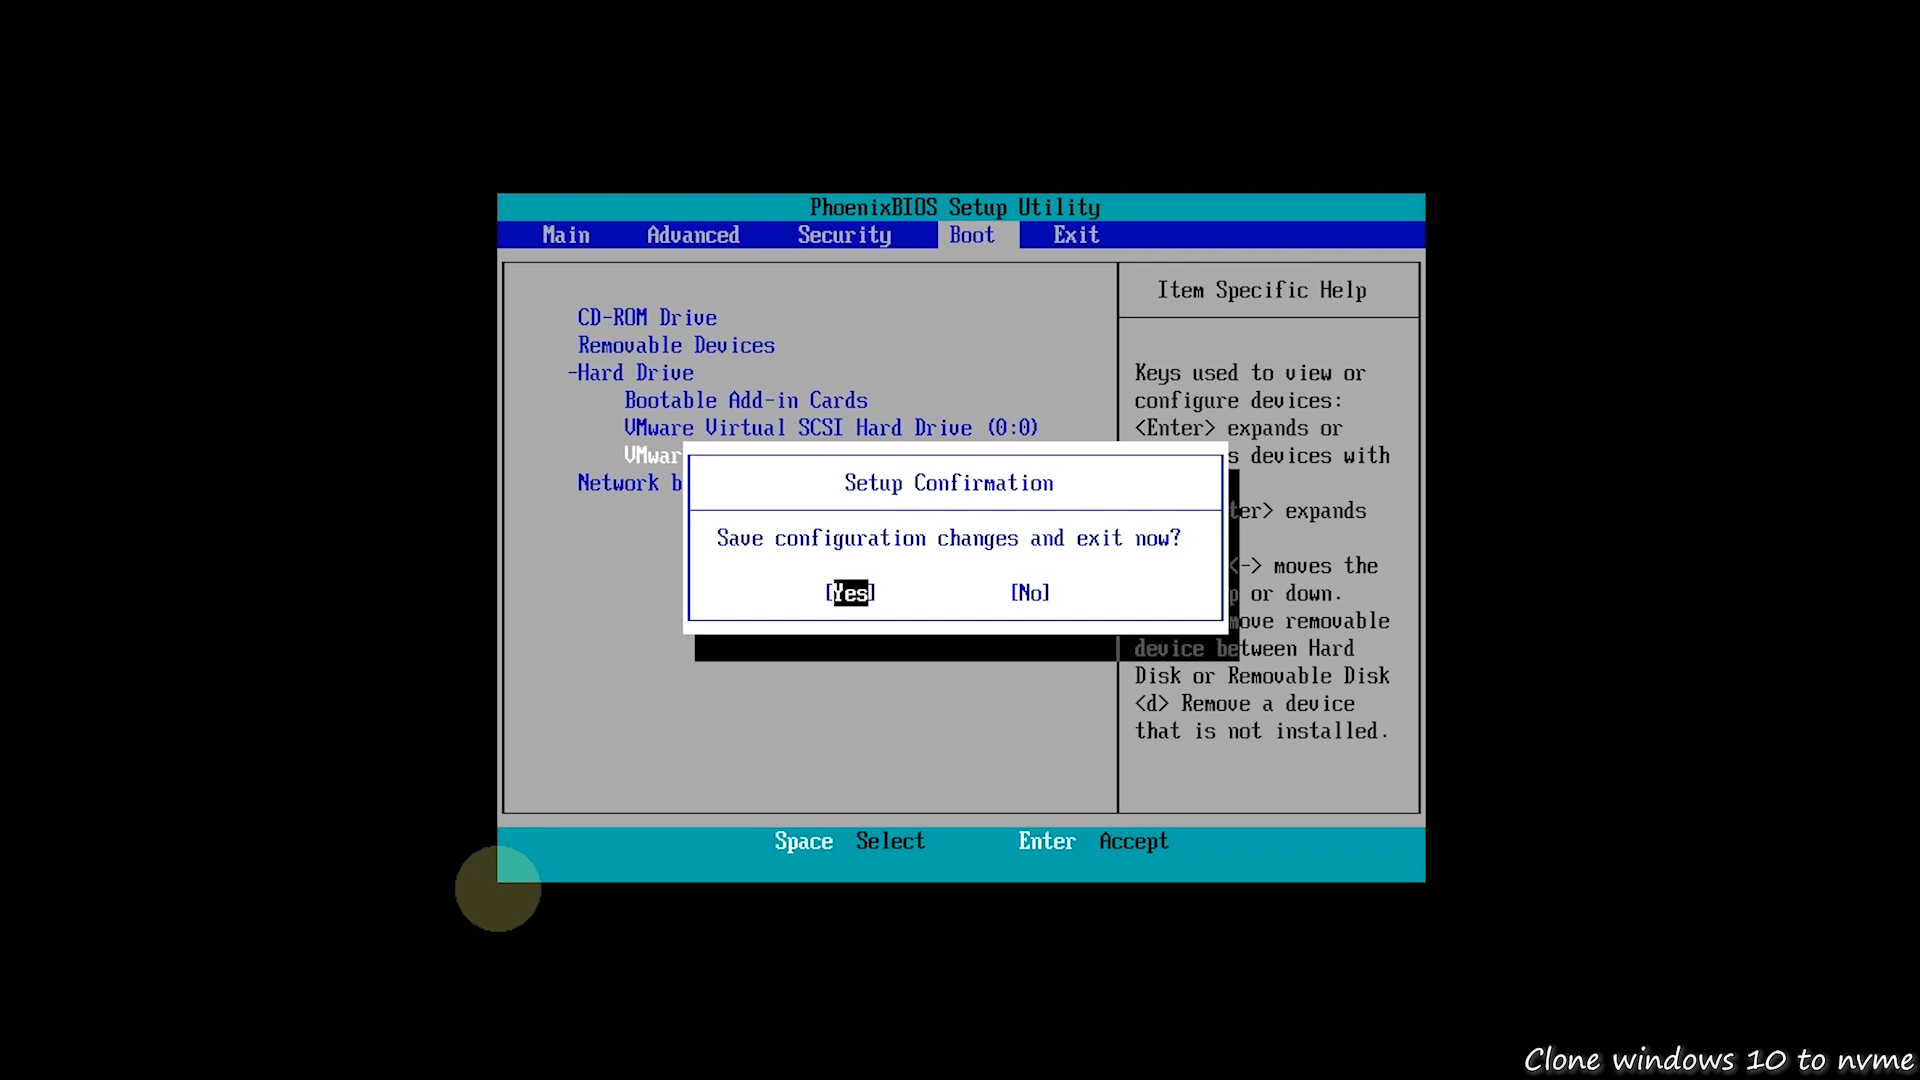 PhoenixBIOS Setup Utility
Main Advanced Security Boot Exit
Item Specific Help
CD-ROM Drive
Removable Devices
-Hard Drive
Bootable Add-in Cards
VMware Virtual SCSI Hard Drive (0:0)
VMwar
Network b
Setup Confirmation
Save configuration changes and exit now?
[Yes] [No]
Keys used to view or
configure devices:
<Enter> expands or
s devices with
ter> expands
<-> moves the
p or down.
move removable
device between Hard
Disk or Removable Disk
<d> Remove a device
that is not installed.
Space Select Enter Accept
Clone windows 10 to nvme